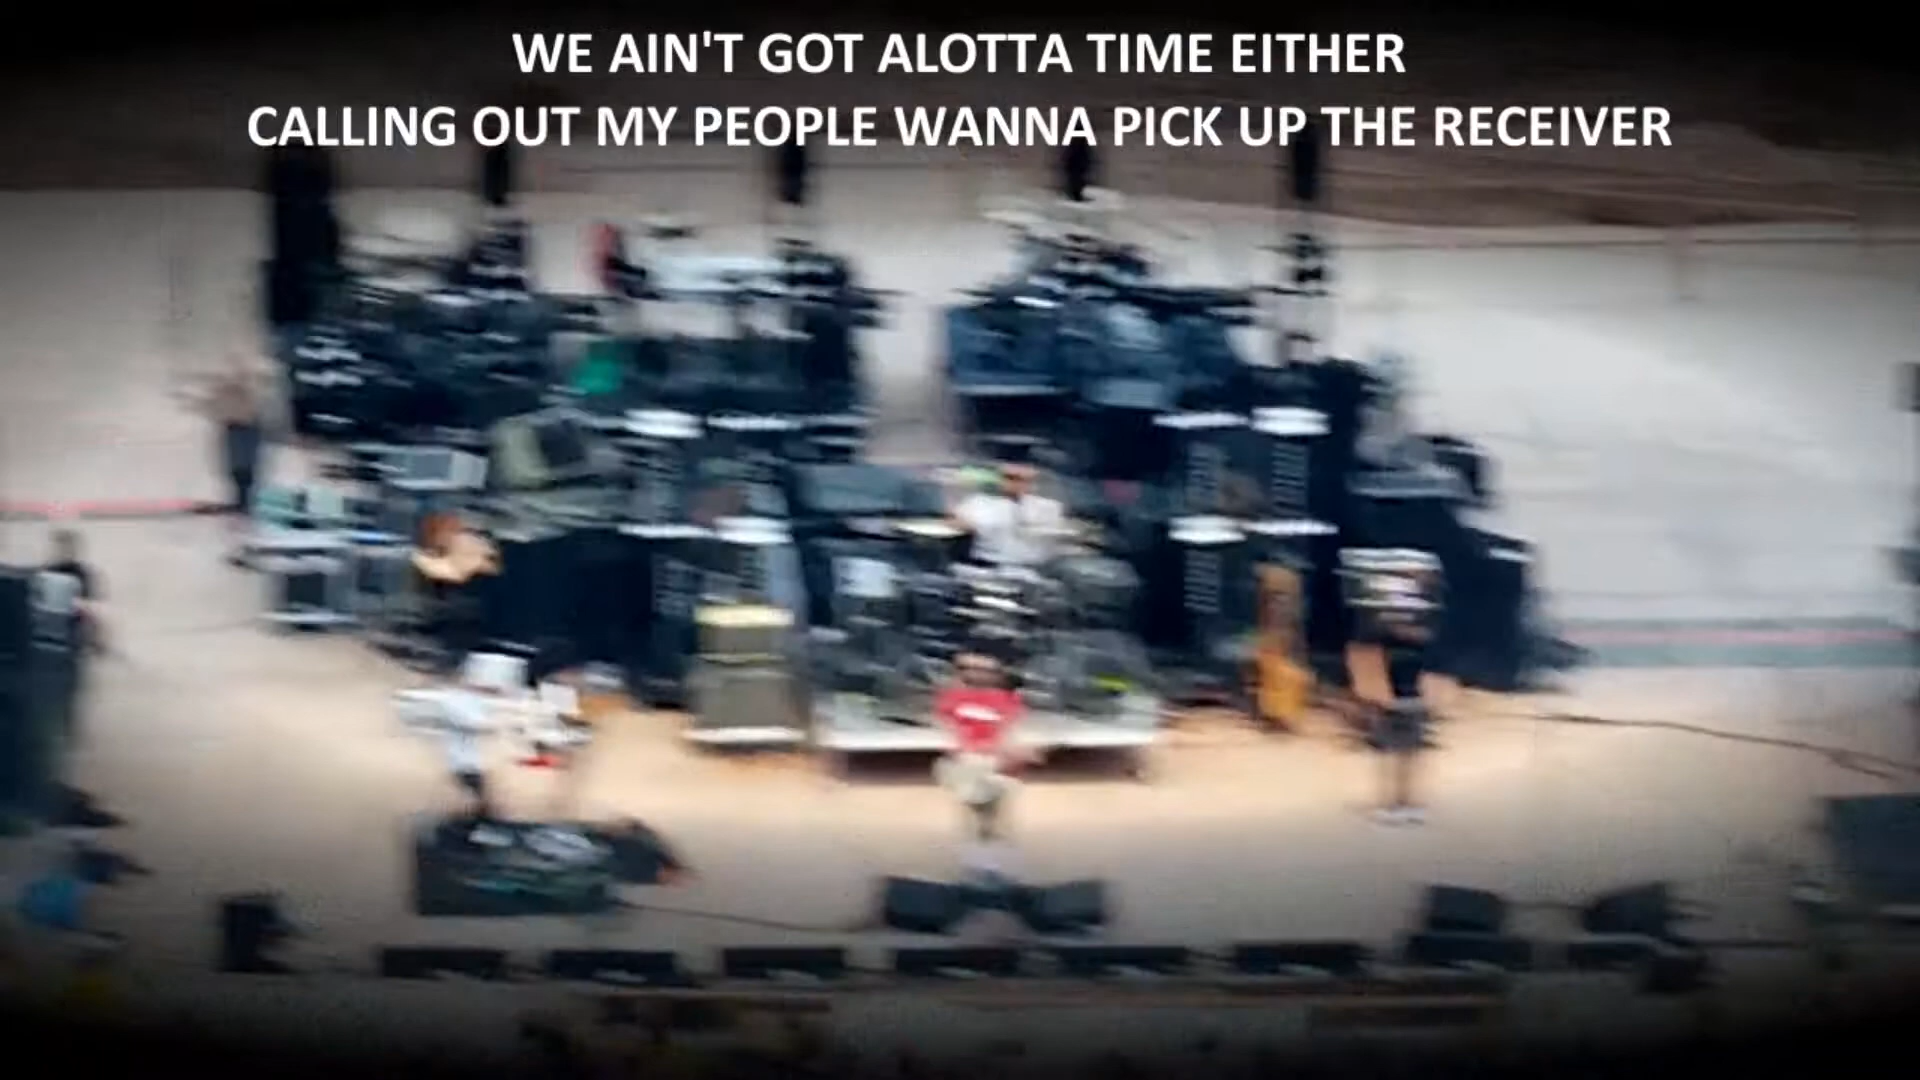 WE AIN'T GOT ALOTTA TIME EITHER
CALLING OUT MY PEOPLE WANNA PICK UP THE RECEIVER